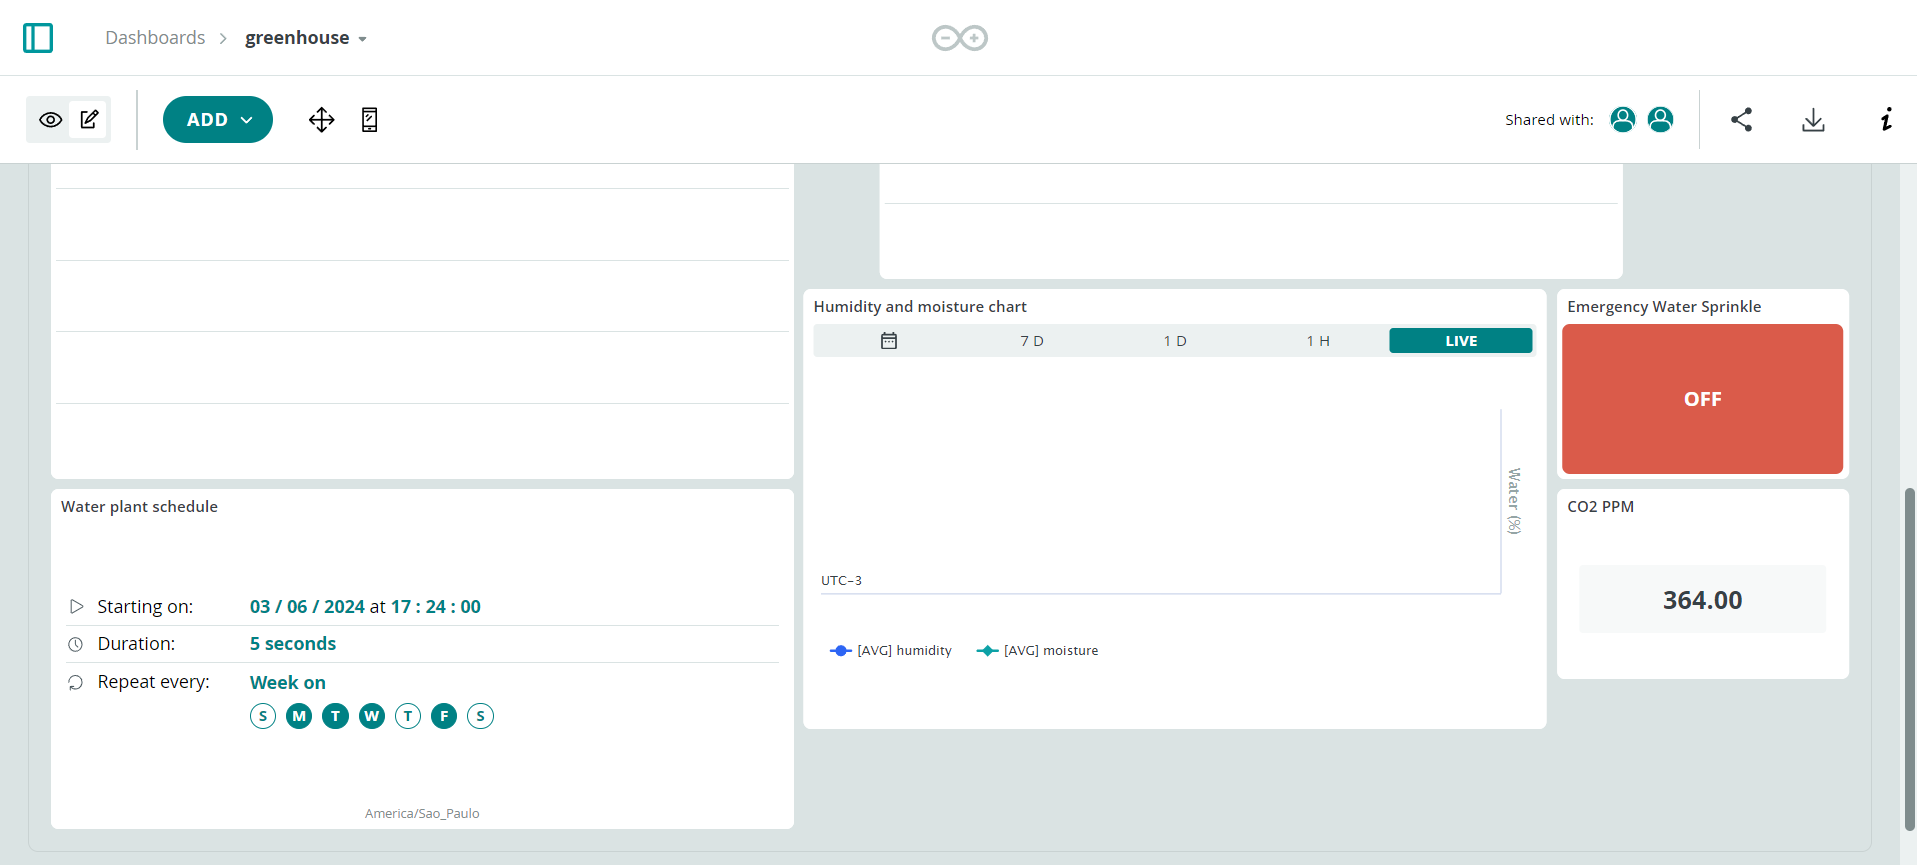 Dashboards > greenhouse
ADD
Shared with:
Humidity and moisture chart
7 D 1 D 1 H LIVE
Water (%)
UTC−3
[AVG] humidity [AVG] moisture
Emergency Water Sprinkle
OFF
CO2 PPM
364.00
Water plant schedule
Starting on: 03 / 06 / 2024 at 17 : 24 : 00
Duration: 5 seconds
Repeat every: Week on
S M T W T F S
America/Sao_Paulo